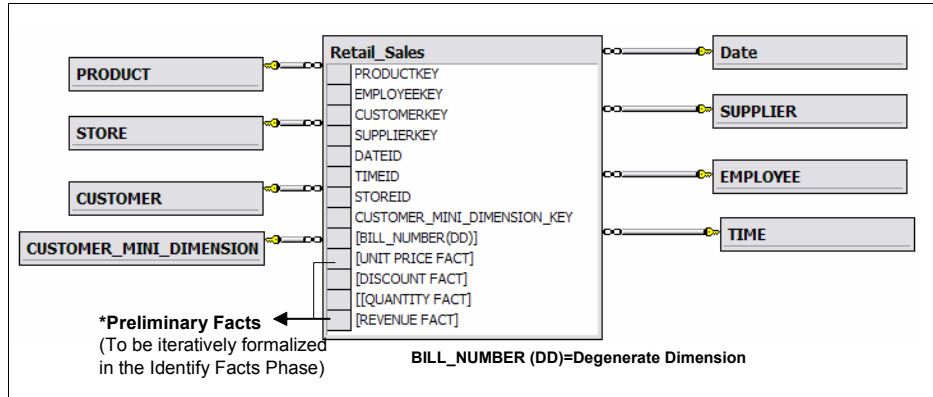 Retail_Sales
PRODUCTKEY
EMPLOYEEKEY
CUSTOMERKEY
SUPPLIERKEY
DATEID
TIMEID
STOREID
CUSTOMER_MINI_DIMENSION_KEY
[BILL_NUMBER(DD)]
[UNIT PRICE FACT]
[DISCOUNT FACT]
[[QUANTITY FACT]
[REVENUE FACT]
PRODUCT
STORE
CUSTOMER
CUSTOMER_MINI_DIMENSION
Date
SUPPLIER
EMPLOYEE
TIME
*Preliminary Facts
(To be iteratively formalized
in the Identify Facts Phase)
BILL_NUMBER (DD)=Degenerate Dimension